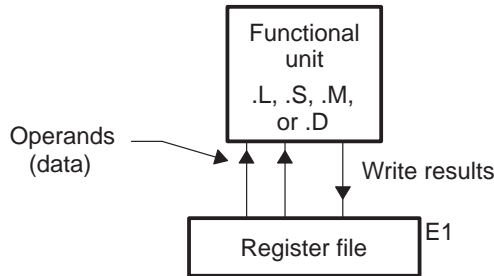 Functional
unit
.L, .S, .M,
or .D
Operands
(data)
Write results
E1
Register file